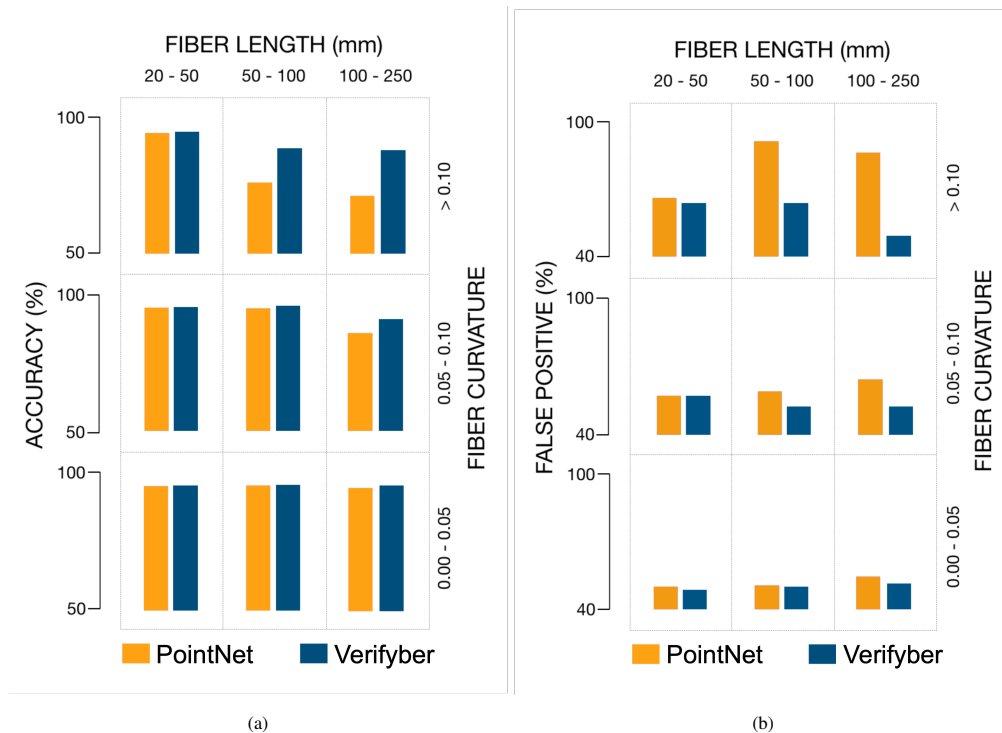 FIBER LENGTH (mm)
20 - 50 50 - 100 100 - 250
ACCURACY (%)
100
50
100
50
100
50
> 0.10
0.05 - 0.10
0.00 - 0.05
FIBER CURVATURE
PointNet Verifyber
(a)
FIBER LENGTH (mm)
20 - 50 50 - 100 100 - 250
FALSE POSITIVE (%)
100
40
100
40
100
40
> 0.10
0.05 - 0.10
0.00 - 0.05
FIBER CURVATURE
PointNet Verifyber
(b)